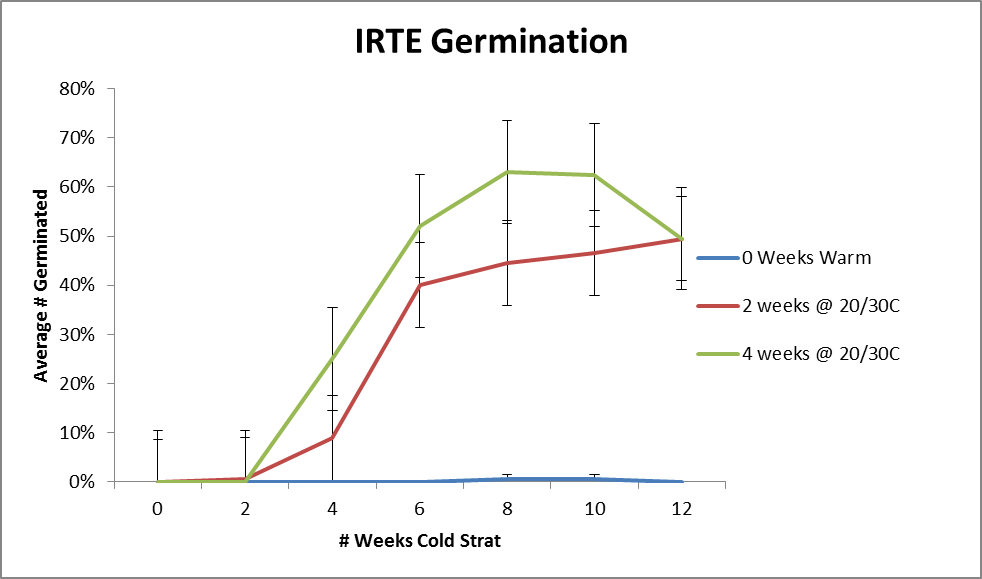 IRTE Germination
80%
70%
60%
50%
40%
30%
20%
10%
0%
Average # Germinated
0 2 4 6 8 10 12
# Weeks Cold Strat
0 Weeks Warm
2 weeks @ 20/30C
4 weeks @ 20/30C